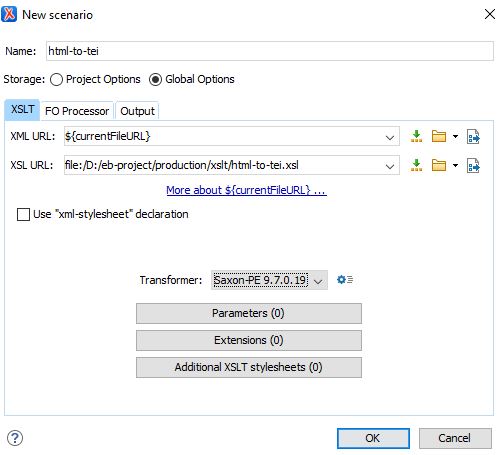 New scenario
Name: html-to-tei
Storage: Project Options Global Options
XSLT FO Processor Output
XML URL: ${currentFileURL}
XSL URL: file:/D:/eb-project/production/xslt/html-to-tei.xsl
More about ${currentFileURL} ...
Use "xml-stylesheet" declaration
Transformer: Saxon-PE 9.7.0.19
Parameters (0)
Extensions (0)
Additional XSLT stylesheets (0)
? OK Cancel